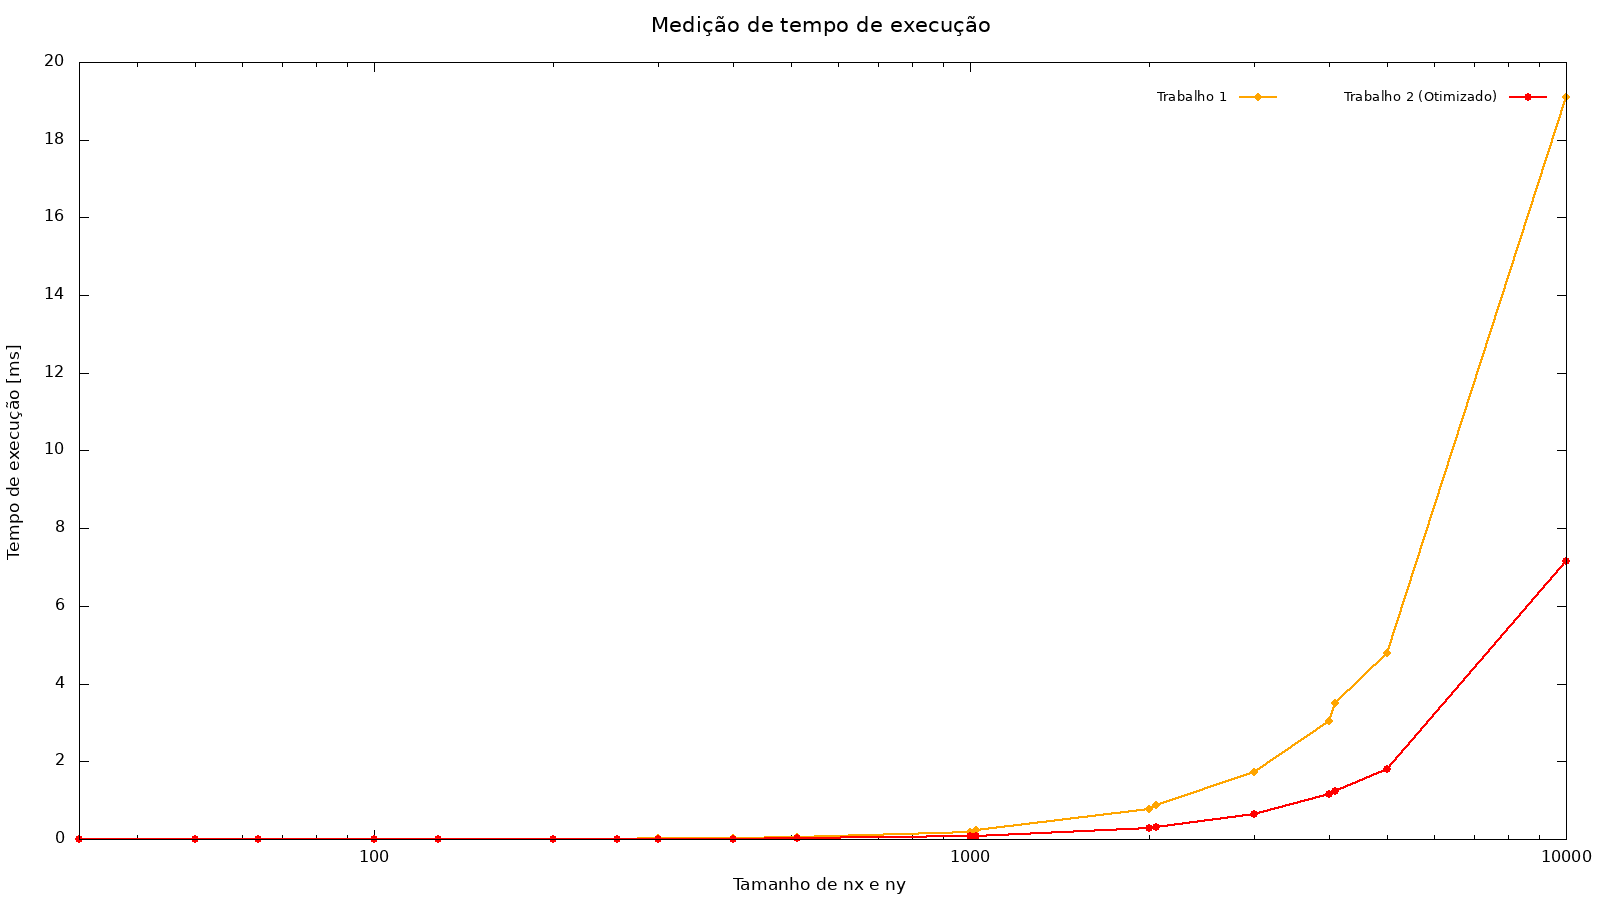 Medição de tempo de execução
Trabalho 1
Trabalho 2 (Otimizado)
20
18
16
14
12
10
8
6
4
2
0
Tempo de execução [ms]
100
1000
10000
Tamanho de nx e ny